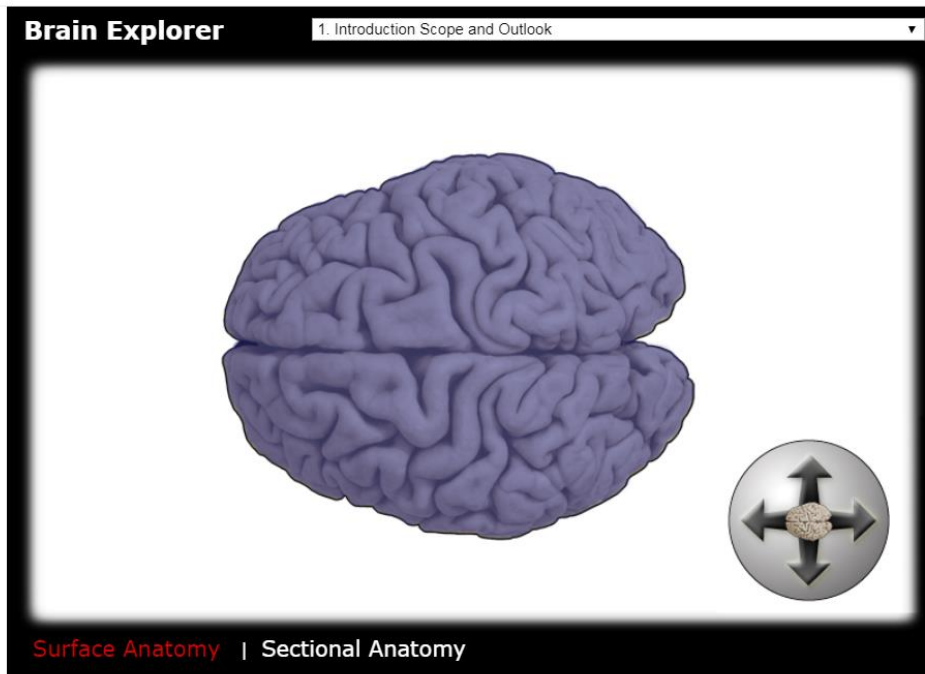 Brain Explorer
1. Introduction Scope and Outlook
Surface Anatomy | Sectional Anatomy